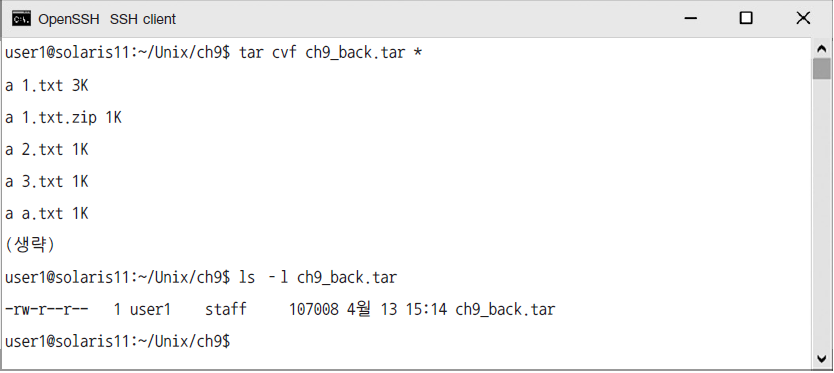 OpenSSH SSH client
user1@solaris11:~/Unix/ch9$ tar cvf ch9_back.tar *
a 1.txt 3K
a 1.txt.zip 1K
a 2.txt 1K
a 3.txt 1K
a a.txt 1K
(생략)
user1@solaris11:~/Unix/ch9$ ls -l ch9_back.tar
-rw-r--r-- 1 user1 staff 107008 4월 13 15:14 ch9_back.tar
user1@solaris11:~/Unix/ch9$